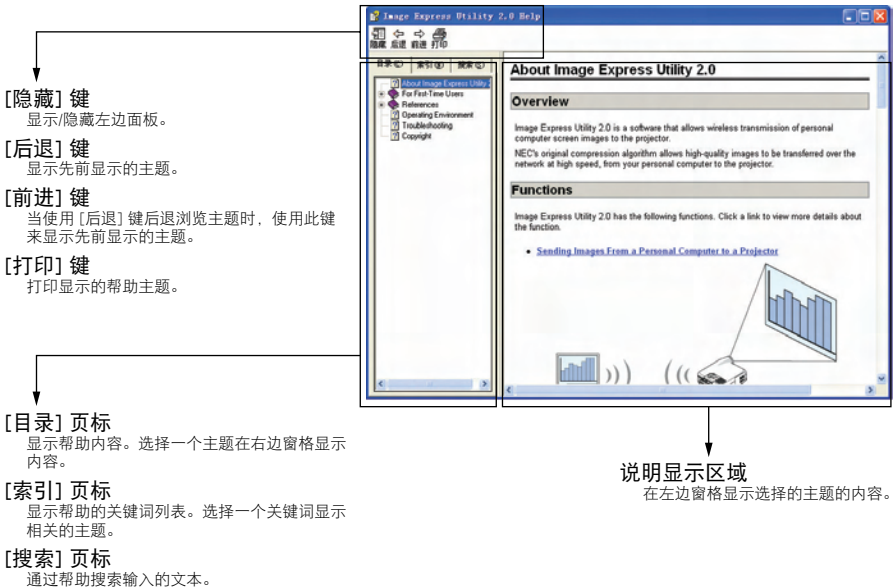 Image Express Utility 2.0 Help
隐藏 后退 前进 打印
目录(C) 索引(N) 搜索(S)
About Image Express Utility 2
For First-Time Users
References
Operating Environment
Troubleshooting
Copyright
About Image Express Utility 2.0
Overview
Image Express Utility 2.0 is a software that allows wireless transmission of personal
computer screen images to the projector.
NEC's original compression algorithm allows high-quality images to be transferred over the
network at high speed, from your personal computer to the projector.
Functions
Image Express Utility 2.0 has the following functions. Click a link to view more details about
the function.
• Sending Images From a Personal Computer to a Projector
[隐藏] 键
显示/隐藏左边面板。
[后退] 键
显示先前显示的主题。
[前进] 键
当使用 [后退] 键后退浏览主题时，使用此键
来显示先前显示的主题。
[打印] 键
打印显示的帮助主题。
[目录] 页标
显示帮助内容。选择一个主题在右边窗格显示
内容。
[索引] 页标
显示帮助的关键词列表。选择一个关键词显示
相关的主题。
[搜索] 页标
通过帮助搜索输入的文本。
说明显示区域
在左边窗格显示选择的主题的内容。